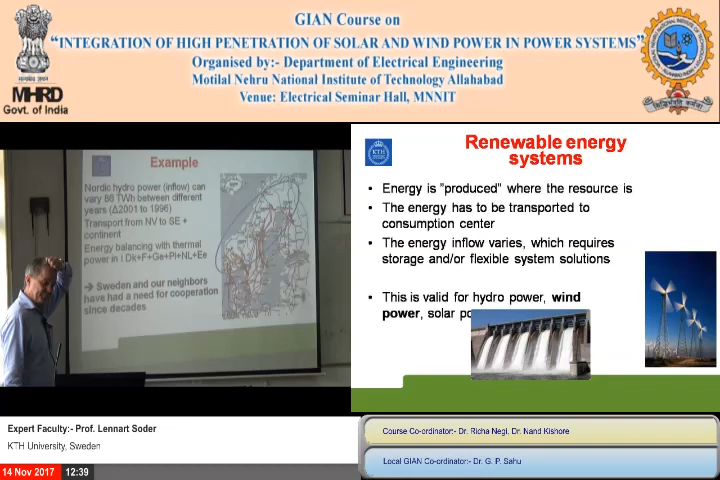 GIAN Course on
“INTEGRATION OF HIGH PENETRATION OF SOLAR AND WIND POWER IN POWER SYSTEMS”
Organised by:- Department of Electrical Engineering
Motilal Nehru National Institute of Technology Allahabad
Venue: Electrical Seminar Hall, MNNIT
MHRD
Govt. of India
Example
Nordic hydro power (inflow) can
vary 86 TWh between different
years (Δ2001 to 1996)
Transport from NV to SE +
continent
Energy balancing with thermal
power in I Dk+F+Ge+Pl+NL+Ee
➔ Sweden and our neighbors
have had a need for cooperation
since decades
KTH
Renewable energy
systems
• Energy is ”produced” where the resource is
• The energy has to be transported to
consumption center
• The energy inflow varies, which requires
storage and/or flexible system solutions
• This is valid for hydro power, wind
power, solar
Expert Faculty:- Prof. Lennart Soder
KTH University, Sweden
14 Nov 2017 12:39
Course Co-ordinator:- Dr. Richa Negi, Dr. Nand Kishore
Local GIAN Co-ordinator:- Dr. G. P. Sahu